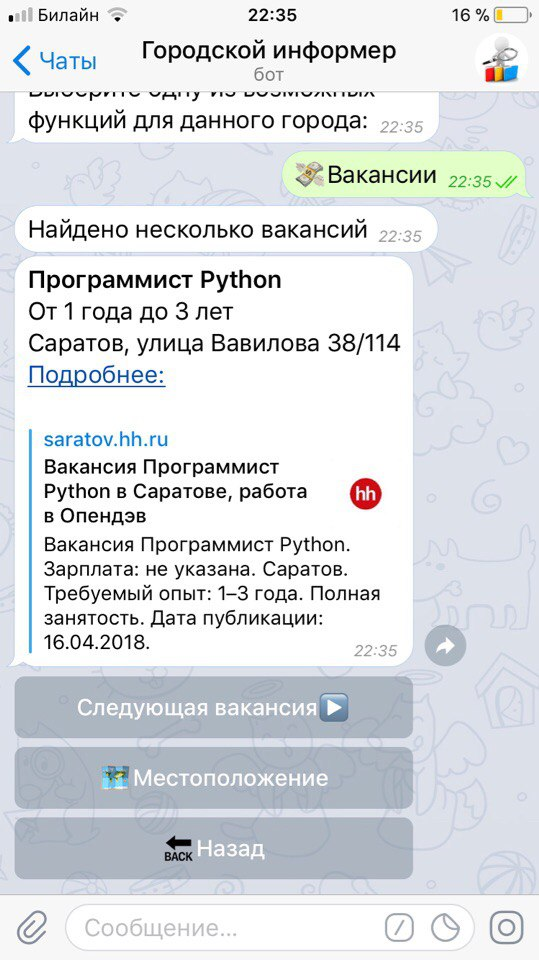 Билайн 22:35 16 %
Чаты Городской информер
бот
Выберите одну из возможных
функций для данного города: 22:35
Вакансии 22:35
Найдено несколько вакансий 22:35
Программист Python
От 1 года до 3 лет
Саратов, улица Вавилова 38/114
Подробнее:
saratov.hh.ru
Вакансия Программист
Python в Саратове, работа
в Опендэв
hh
Вакансия Программист Python.
Зарплата: не указана. Саратов.
Требуемый опыт: 1–3 года. Полная
занятость. Дата публикации:
16.04.2018. 22:35
Следующая вакансия
Местоположение
BACK Назад
Сообщение...